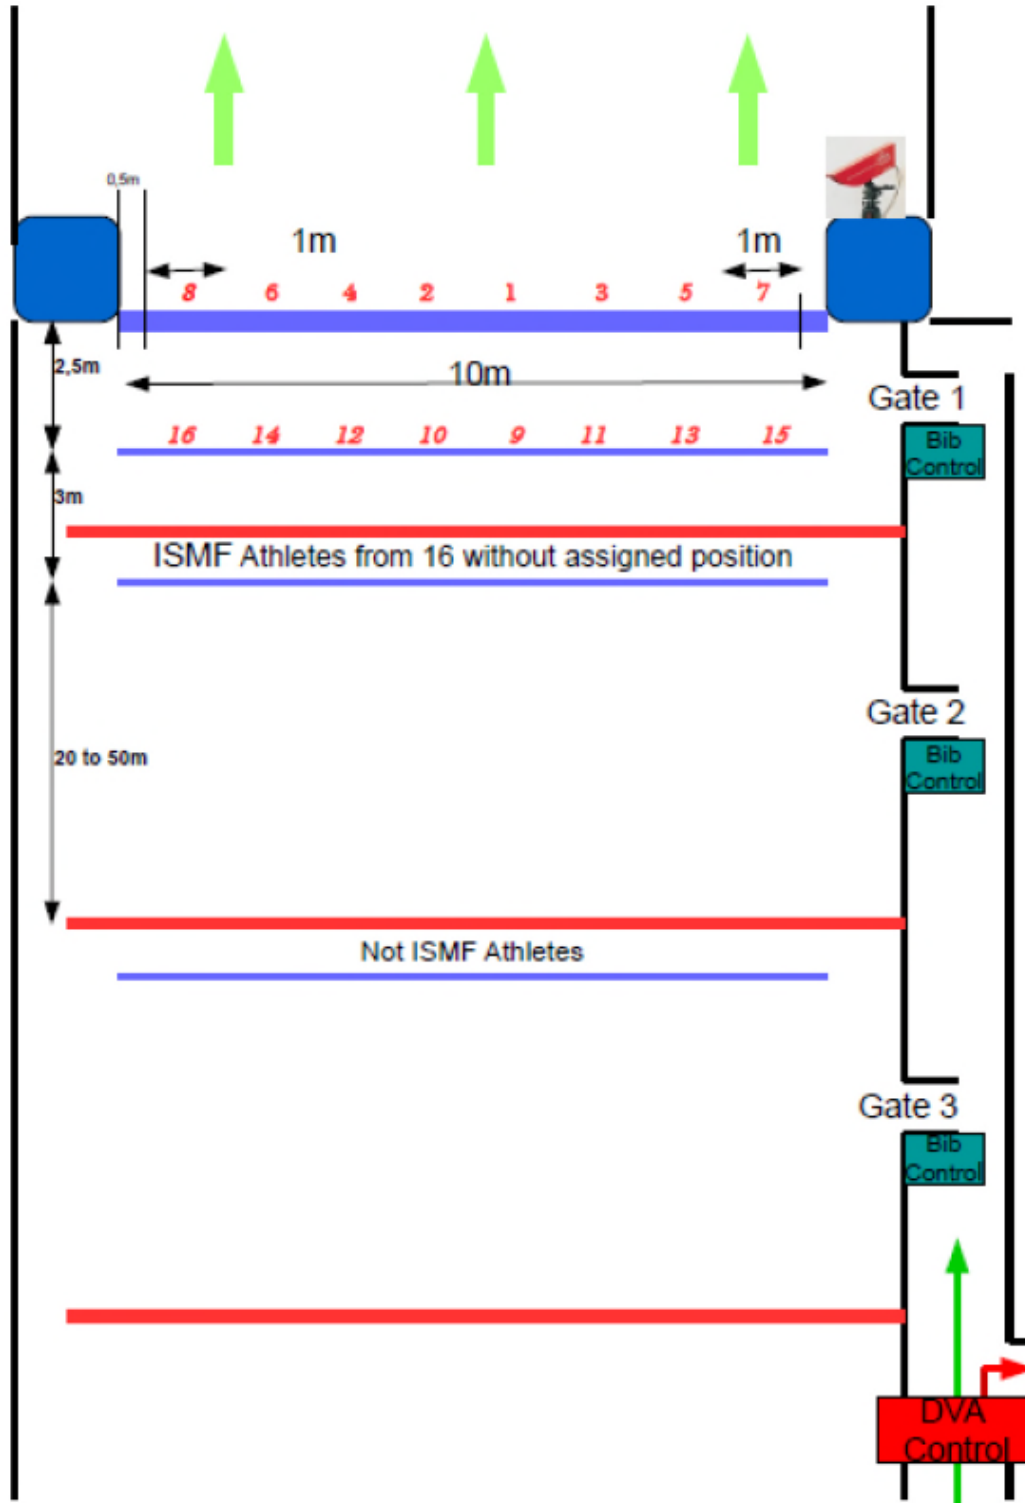 0,5m
1m 1m
8 6 4 2 1 3 5 7
2,5m
10m
Gate 1
16 14 12 10 9 11 13 15
Bib
Control
3m
ISMF Athletes from 16 without assigned position
Gate 2
Bib
Control
20 to 50m
Not ISMF Athletes
Gate 3
Bib
Control
DVA
Control